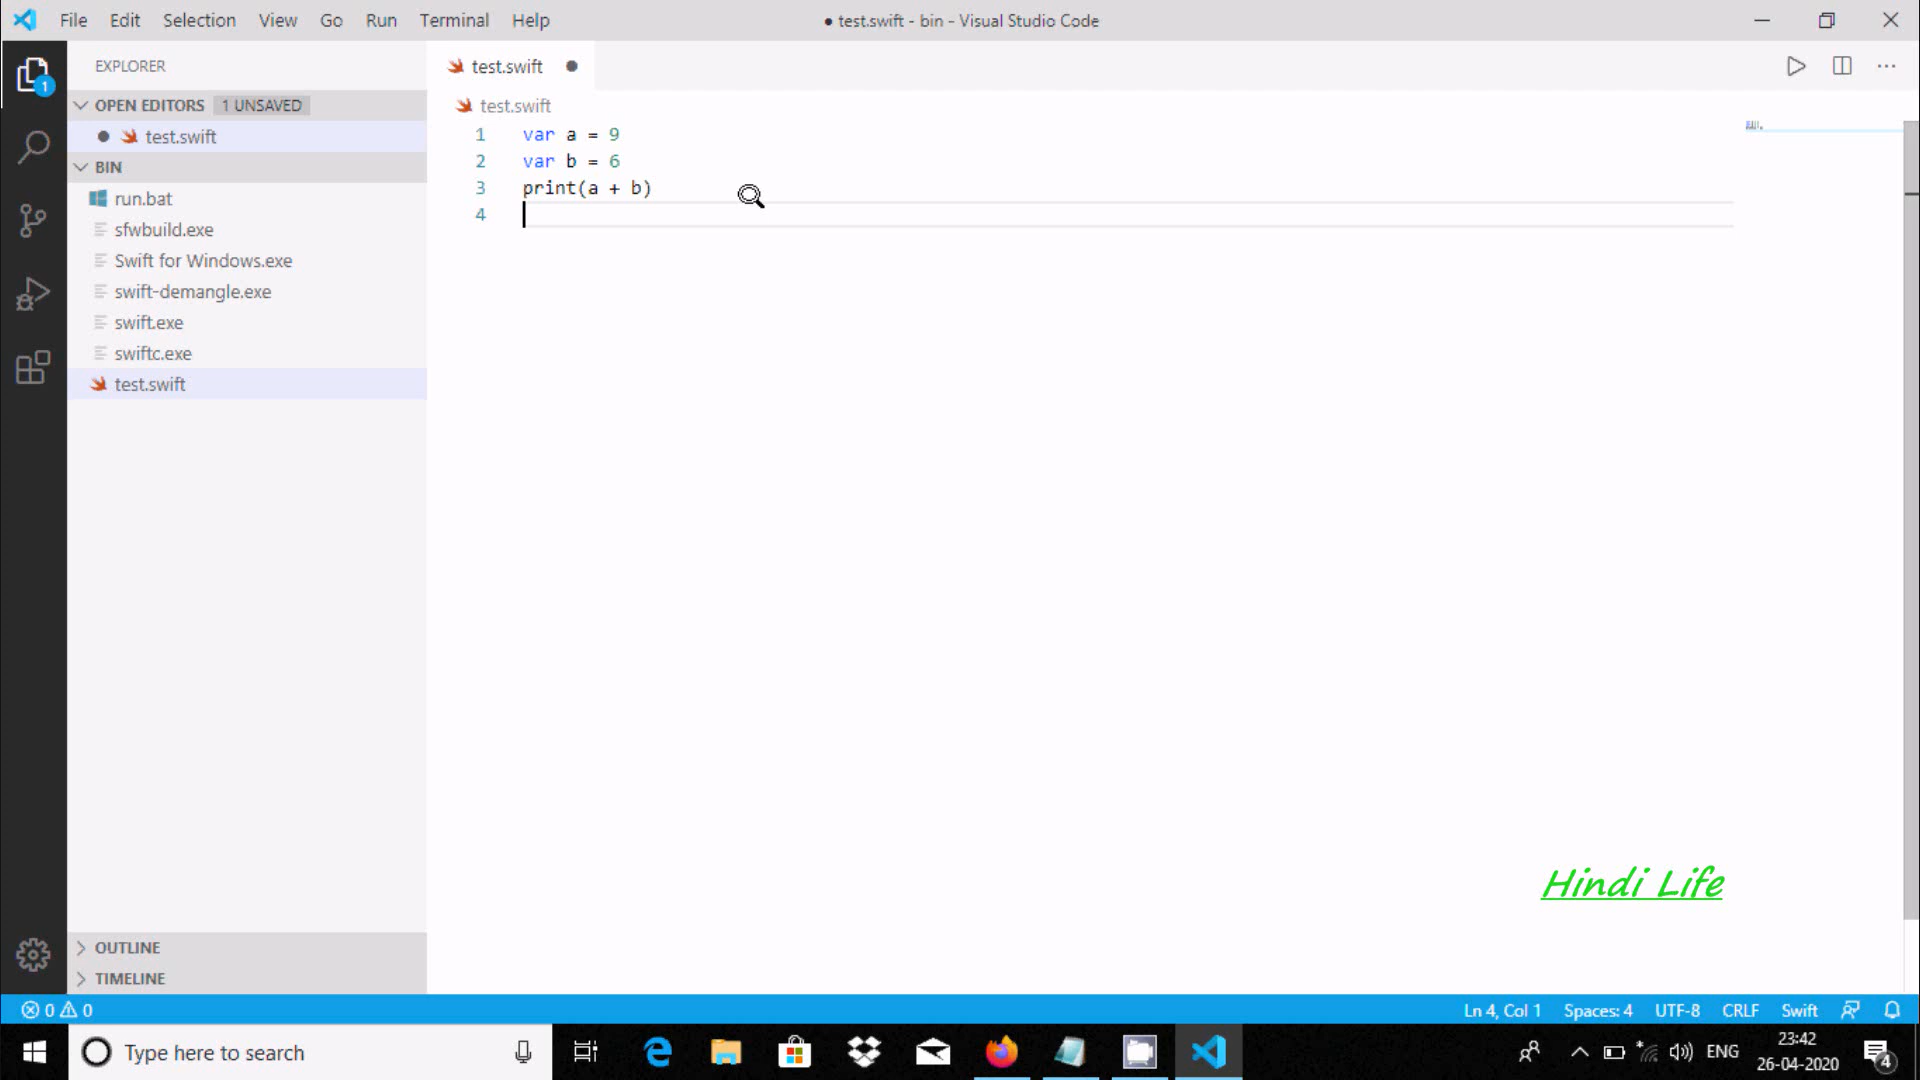 File Edit Selection View Go Run Terminal Help
● test.swift - bin - Visual Studio Code
EXPLORER
OPEN EDITORS 1 UNSAVED
● test.swift
BIN
run.bat
sfwbuild.exe
Swift for Windows.exe
swift-demangle.exe
swift.exe
swiftc.exe
test.swift
OUTLINE
TIMELINE
1
test.swift ●
test.swift
1 var a = 9
2 var b = 6
3 print(a + b)
4
Hindi Life
0 0
Ln 4, Col 1 Spaces: 4 UTF-8 CRLF Swift
Type here to search
ENG
23:42
26-04-2020
4